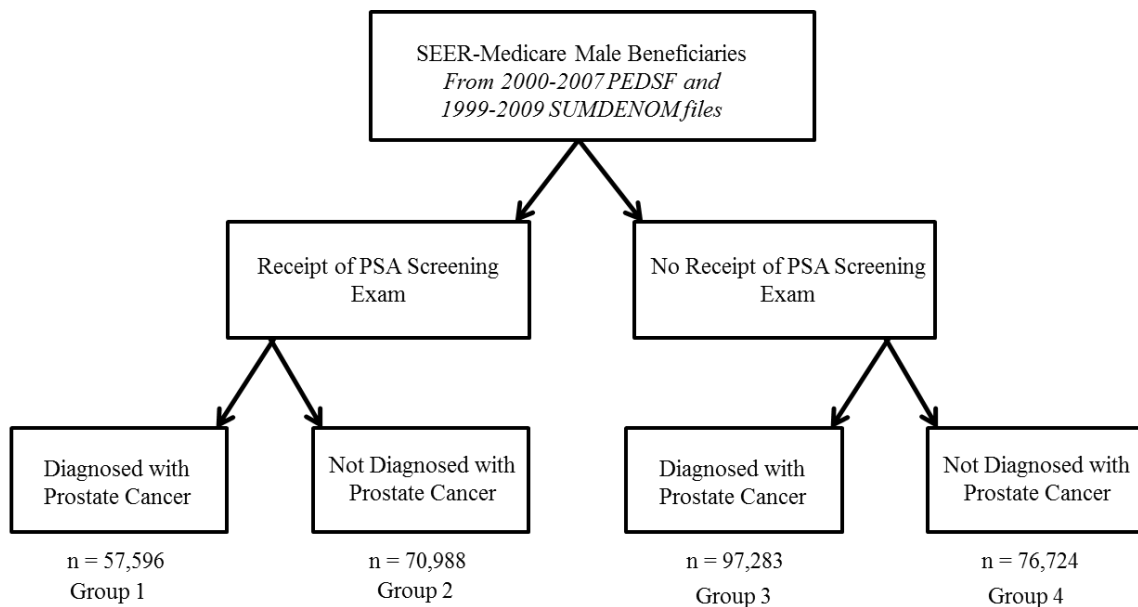 SEER-Medicare Male Beneficiaries
From 2000-2007 PEDSF and
1999-2009 SUMDENOM files
Receipt of PSA Screening
Exam
No Receipt of PSA Screening
Exam
Diagnosed with
Prostate Cancer
Not Diagnosed with
Prostate Cancer
Diagnosed with
Prostate Cancer
Not Diagnosed with
Prostate Cancer
n = 57,596
Group 1
n = 70,988
Group 2
n = 97,283
Group 3
n = 76,724
Group 4